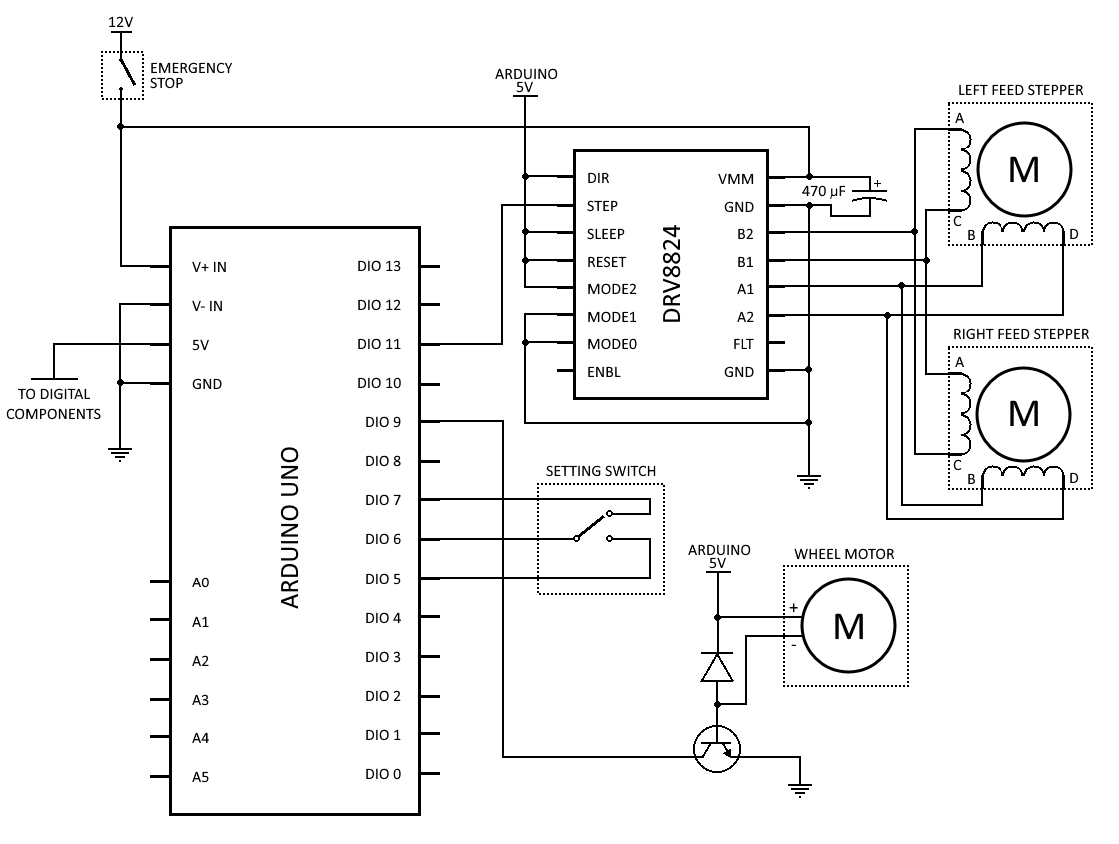 12V
EMERGENCY
STOP
ARDUINO
5V
LEFT FEED STEPPER
A
M
C
B
D
DIR
STEP
SLEEP
RESET
MODE2
MODE1
MODE0
ENBL
DRV8824
VMM
GND
B2
B1
A1
A2
FLT
GND
470 µF
+
RIGHT FEED STEPPER
A
M
C
B
D
V+ IN
V- IN
5V
GND
TO DIGITAL
COMPONENTS
A0
A1
A2
A3
A4
A5
ARDUINO UNO
DIO 13
DIO 12
DIO 11
DIO 10
DIO 9
DIO 8
DIO 7
DIO 6
DIO 5
DIO 4
DIO 3
DIO 2
DIO 1
DIO 0
SETTING SWITCH
ARDUINO
5V
WHEEL MOTOR
+
-
M